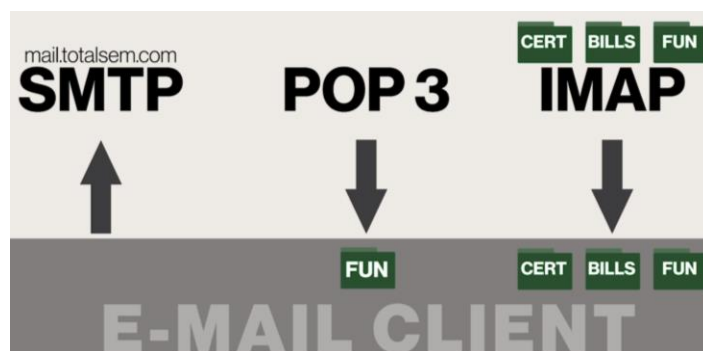 CERT BILLS FUN
mail.totalsem.com
SMTP POP 3 IMAP
FUN CERT BILLS FUN
E-MAIL CLIENT